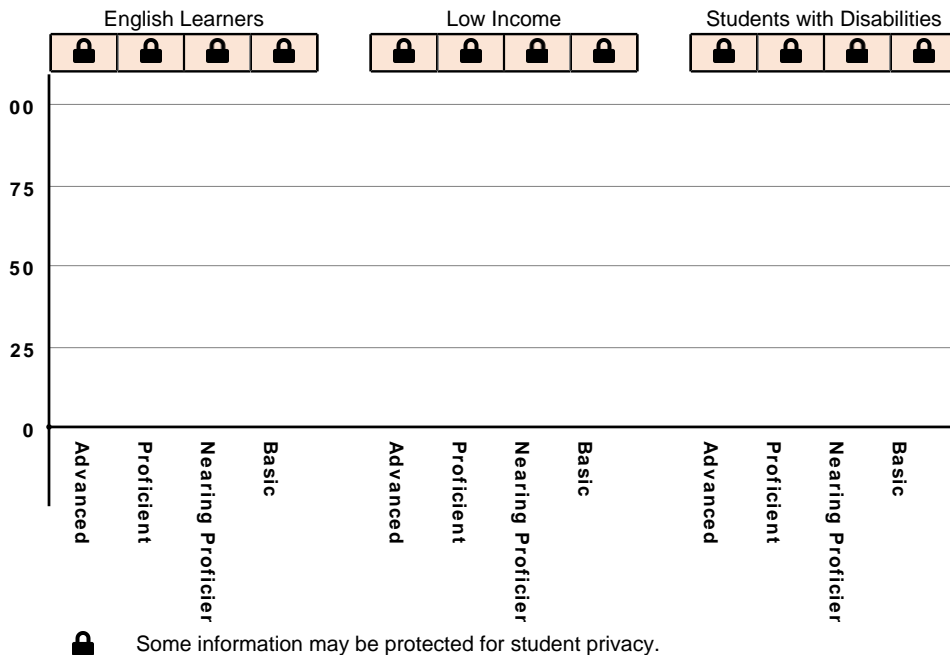 English Learners Low Income Students with Disabilities
00
75
50
25
0
Advanced Proficient Nearing Proficier Basic Advanced Proficient Nearing Proficier Basic Advanced Proficient Nearing Proficier Basic
Some information may be protected for student privacy.